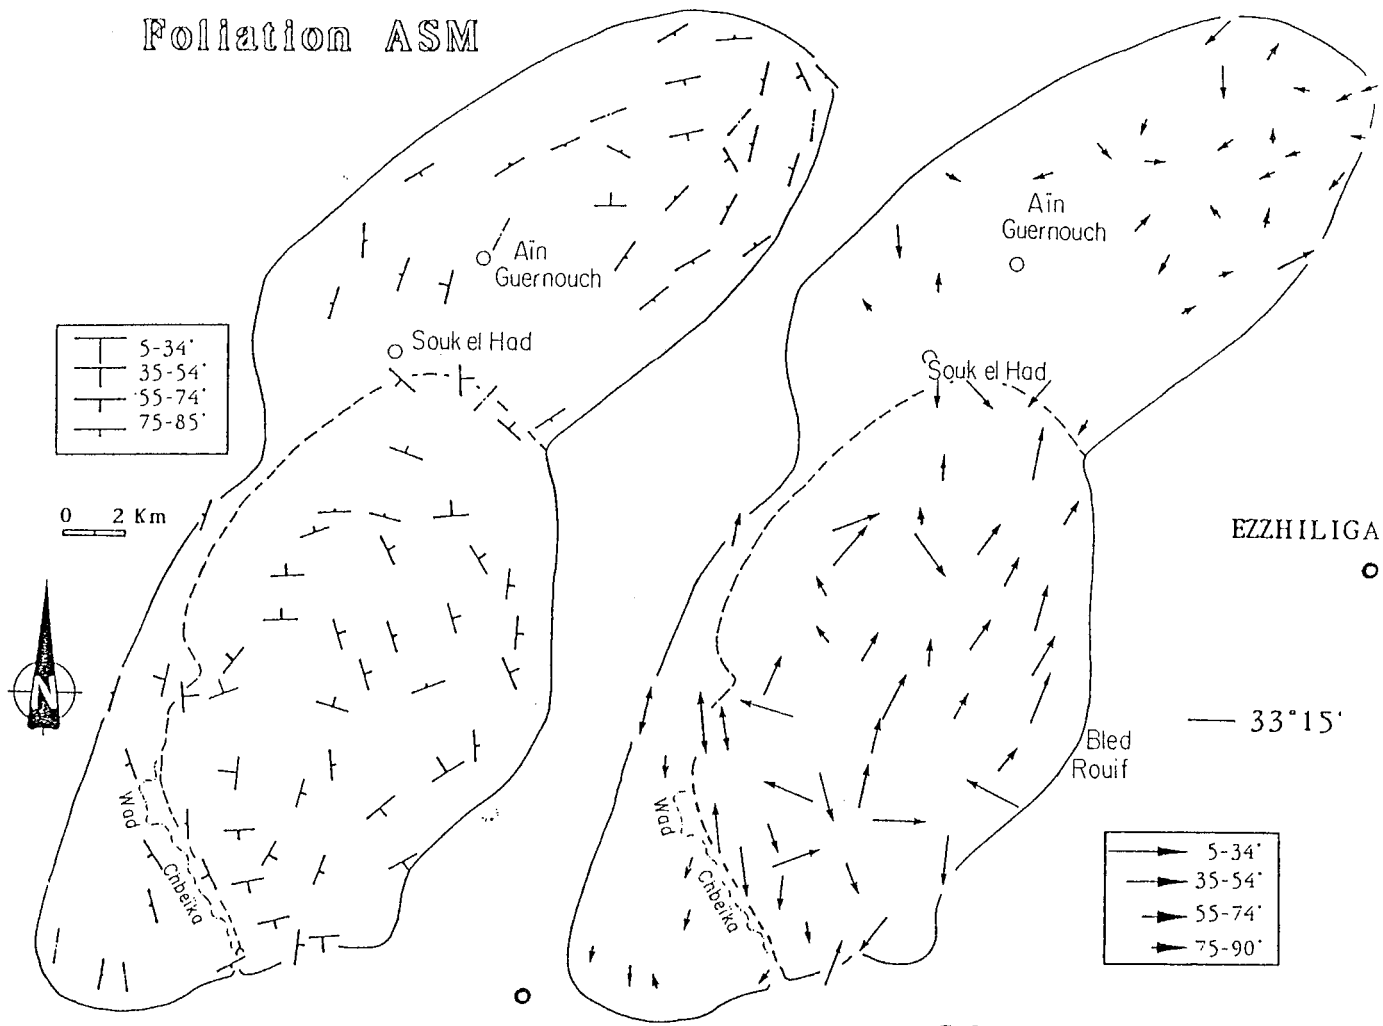 Foliation ASM
Aïn
Guernouch
Souk el Had
5-34°
35-54°
55-74°
75-85°
0 2 Km
N
Wad
Chbeïka
Aïn
Guernouch
Souk el Had
EZZHILIGA
33°15'
Bled
Rouif
Wad
Chbeïka
5-34°
35-54°
55-74°
75-90°